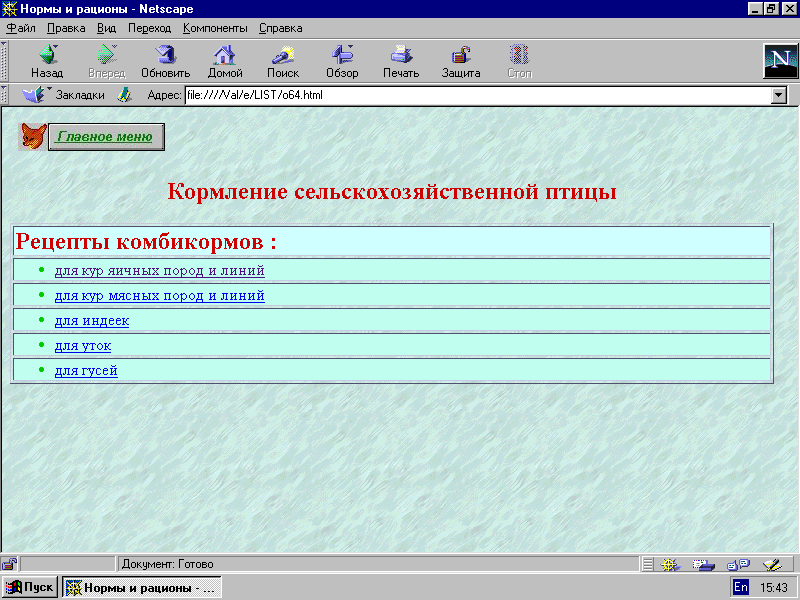 Нормы и рационы - Netscape
Файл Правка Вид Переход Компоненты Справка
Назад Вперед Обновить Домой Поиск Обзор Печать Защита Стоп
N
Закладки Адрес: file:////Val/e/LIST/o64.html
Главное меню
Кормление сельскохозяйственной птицы
Рецепты комбикормов :
• для кур яичных пород и линий
• для кур мясных пород и линий
• для индеек
• для уток
• для гусей
Документ: Готово
Пуск Нормы и рационы - ... En 15:43